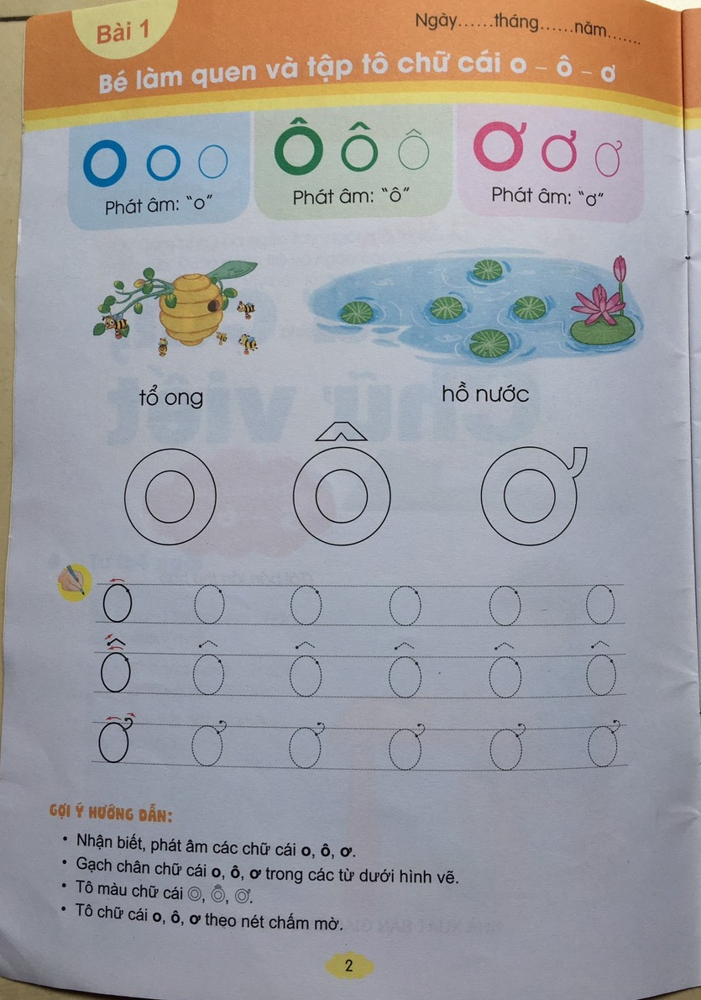 Bài 1
Ngày......tháng......năm.......
Bé làm quen và tập tô chữ cái o - ô - ơ
O o o
Ô ô ô
Ơ ơ ơ
Phát âm: "o"
Phát âm: "ô"
Phát âm: "ơ"
tổ ong
hồ nước
O Ô Ơ
o o o o o o
ô ô ô ô ô ô
ơ ơ ơ ơ ơ ơ
GỢI Ý HƯỚNG DẪN:
• Nhận biết, phát âm các chữ cái o, ô, ơ.
• Gạch chân chữ cái o, ô, ơ trong các từ dưới hình vẽ.
• Tô màu chữ cái O, Ô, Ơ.
• Tô chữ cái o, ô, ơ theo nét chấm mờ.
2